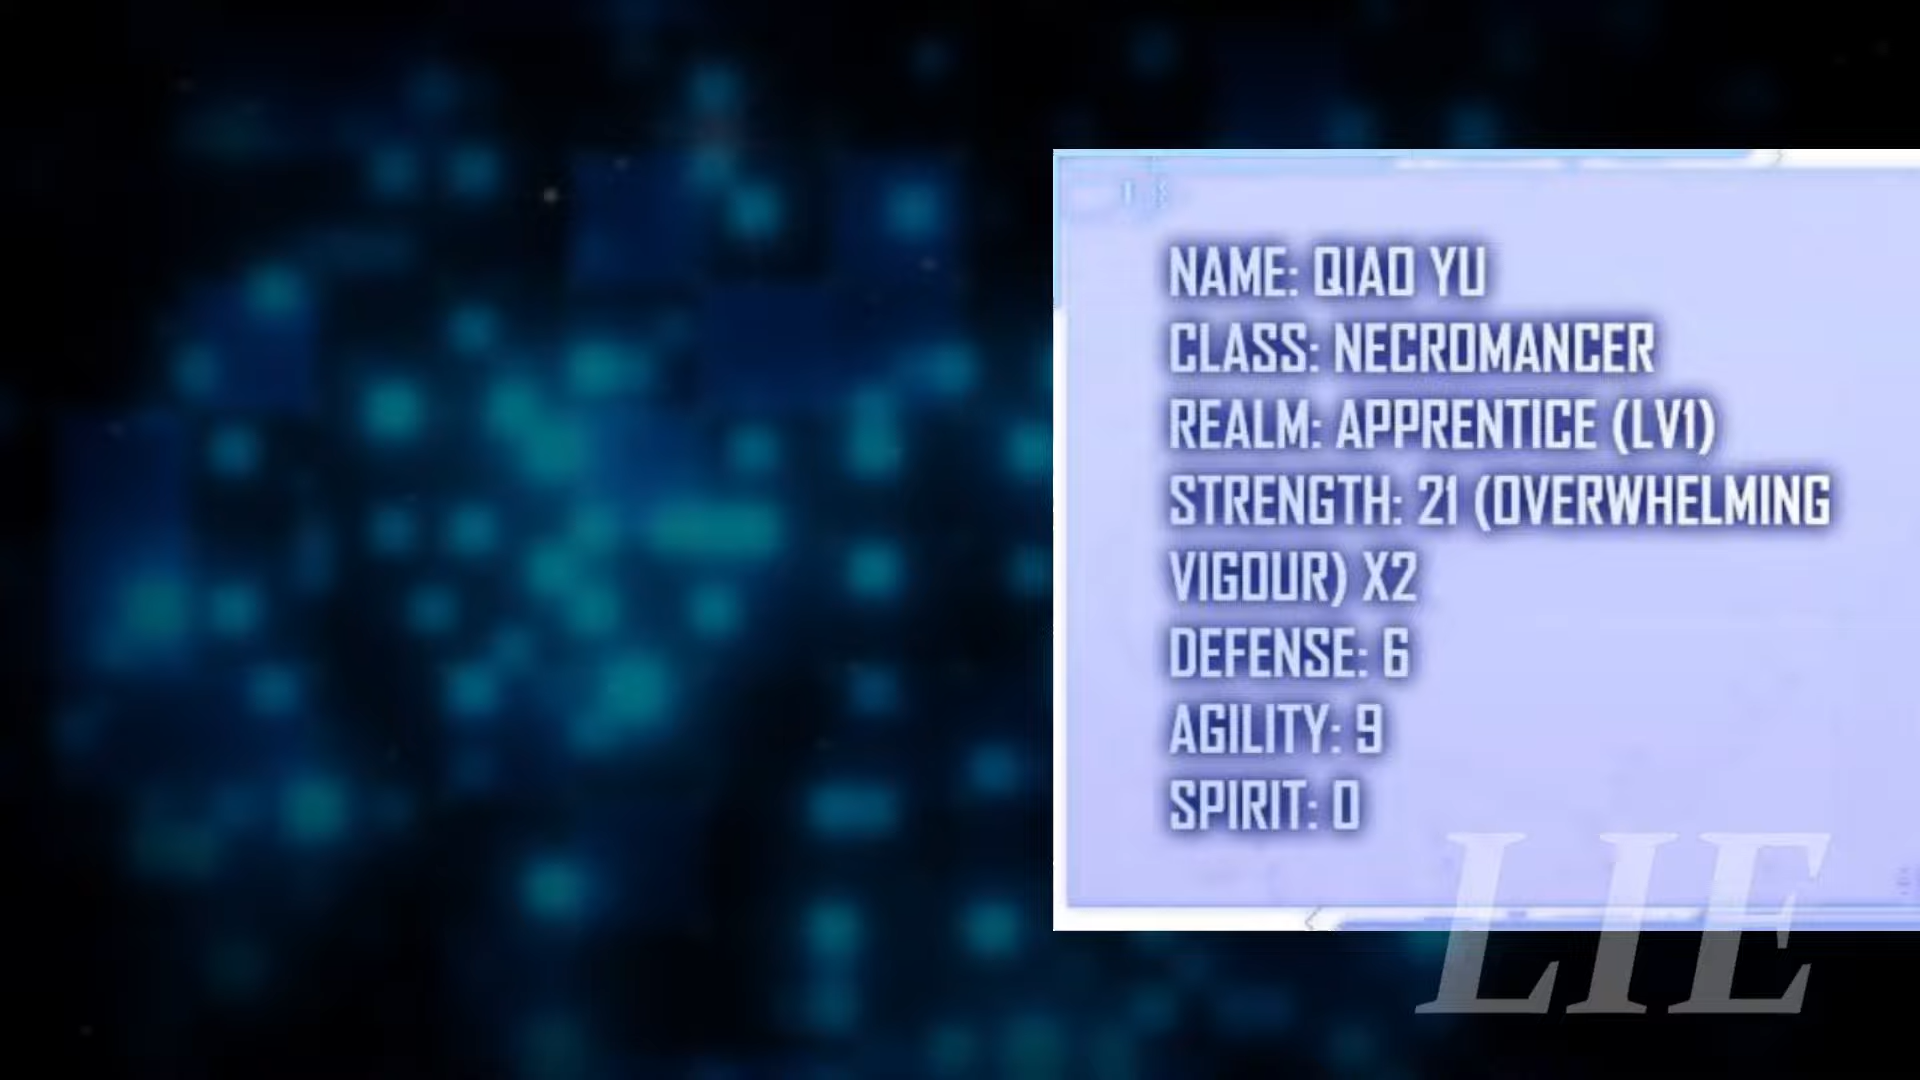 NAME: QIAO YU
CLASS: NECROMANCER
REALM: APPRENTICE (LV1)
STRENGTH: 21 (OVERWHELMING
VIGOUR) X2
DEFENSE: 6
AGILITY: 9
SPIRIT: 0
LIE